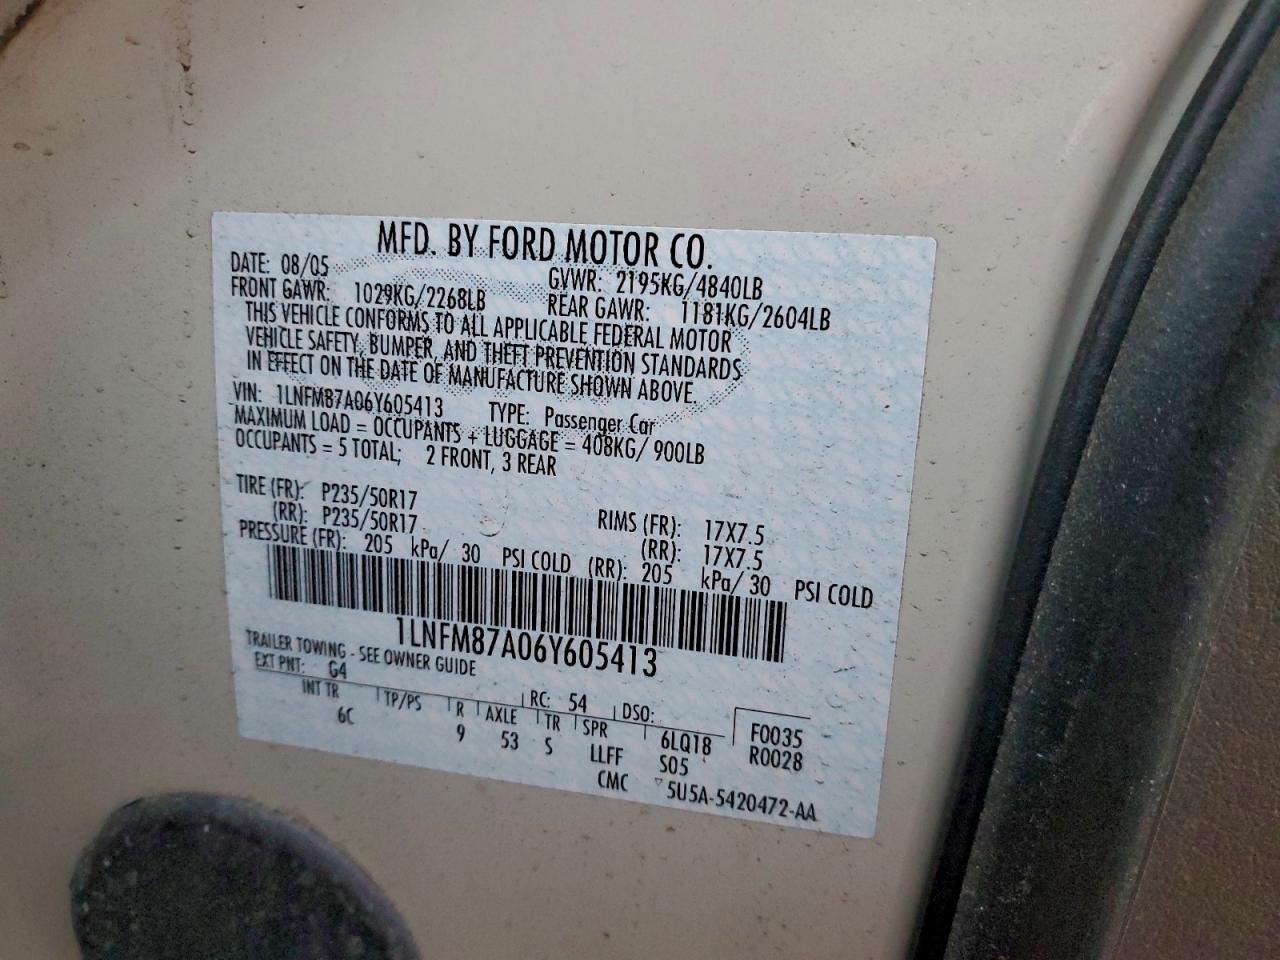 MFD. BY FORD MOTOR CO.
DATE: 08/05 GVWR: 2195KG/4840LB
FRONT GAWR: 1029KG/2268LB REAR GAWR: 1181KG/2604LB
THIS VEHICLE CONFORMS TO ALL APPLICABLE FEDERAL MOTOR
VEHICLE SAFETY, BUMPER, AND THEFT PREVENTION STANDARDS
IN EFFECT ON THE DATE OF MANUFACTURE SHOWN ABOVE.
VIN: 1LNFM87A06Y605413 TYPE: Passenger Car
MAXIMUM LOAD = OCCUPANTS + LUGGAGE = 408KG/ 900LB
OCCUPANTS = 5 TOTAL; 2 FRONT, 3 REAR
TIRE (FR): P235/50R17 RIMS (FR): 17X7.5
(RR): P235/50R17 (RR): 17X7.5
PRESSURE (FR): 205 kPa/ 30 PSI COLD (RR): 205 kPa/ 30 PSI COLD
1LNFM87A06Y605413
TRAILER TOWING - SEE OWNER GUIDE
EXT PNT: G4 RC: 54 DSO: F0035
INT TR TP/PS R AXLE TR SPR 6LQ18 R0028
6C 9 53 S LLFF S05
CMC 5U5A-5420472-AA